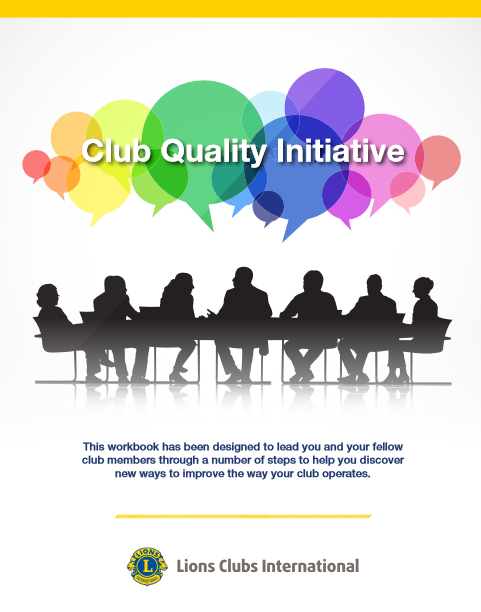 Club Quality Initiative
This workbook has been designed to lead you and your fellow
club members through a number of steps to help you discover
new ways to improve the way your club operates.
LIONS
L
INTERNATIONAL
Lions Clubs International